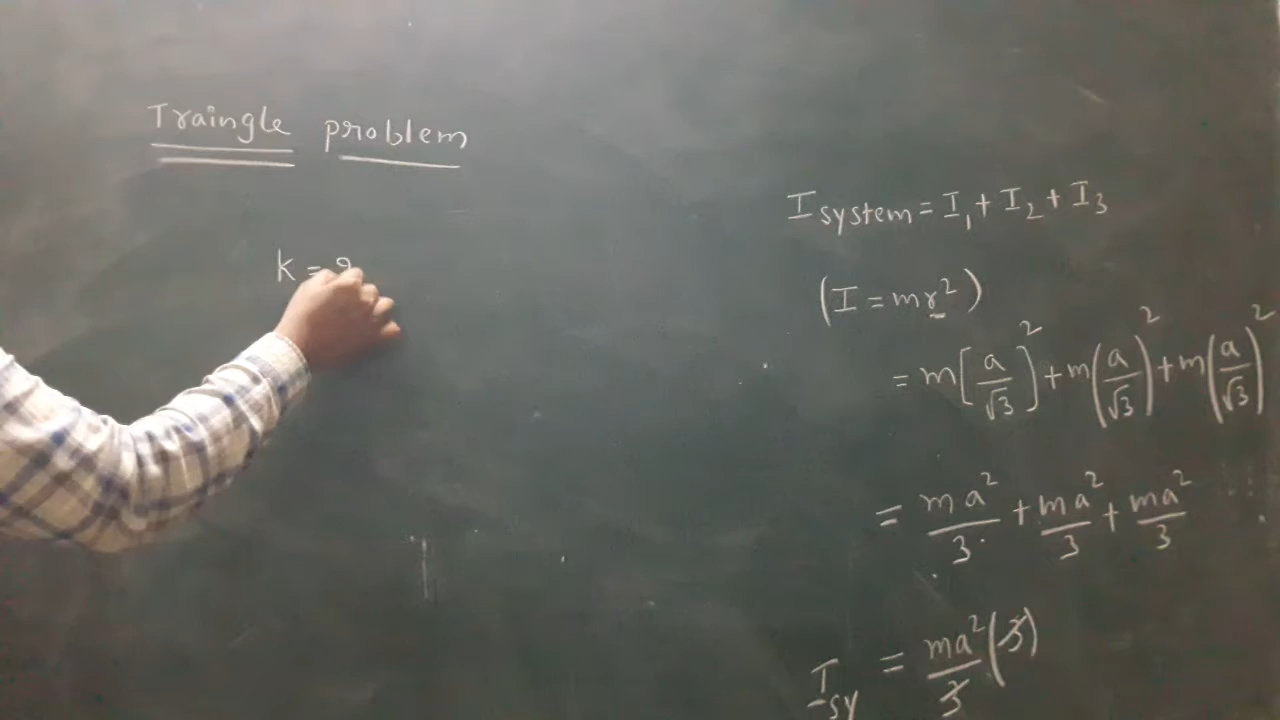 Traingle problem
k = 
I system = I₁ + I₂ + I₃
(I = mr²)
= m[a/√3)² + m(a/√3)² + m(a/√3)²
= ma²/3 + ma²/3 + ma²/3
I sy = ma²/3 (3)